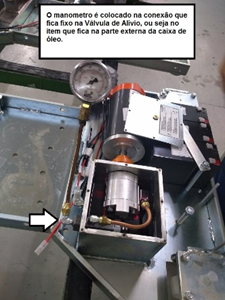 O manometro é colocado na conexão que
fica fixo na Válvula de Alívio, ou seja no
item que fica na parte externa da caixa de
óleo.